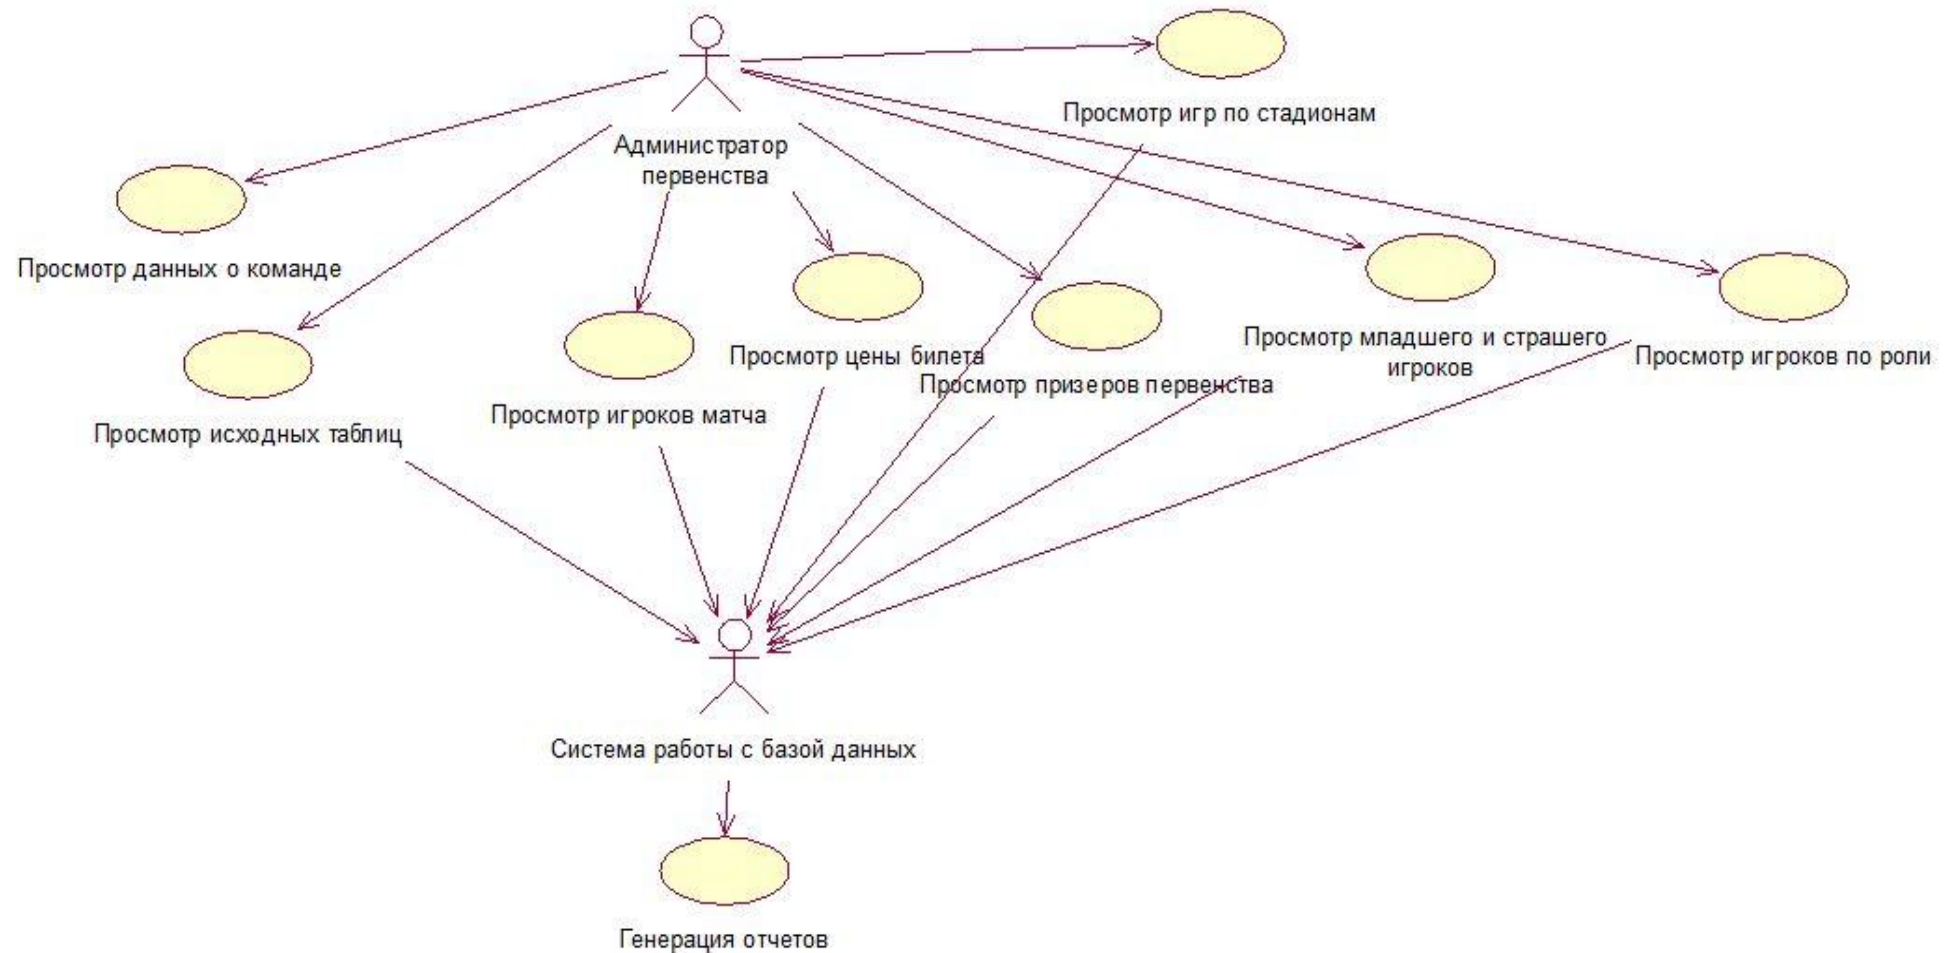 Просмотр игр по стадионам
Администратор
первенства
Просмотр данных о команде
Просмотр младшего и страшего
игроков
Просмотр игроков по роли
Просмотр цены билета
Просмотр призеров первенства
Просмотр игроков матча
Просмотр исходных таблиц
Система работы с базой данных
Генерация отчетов